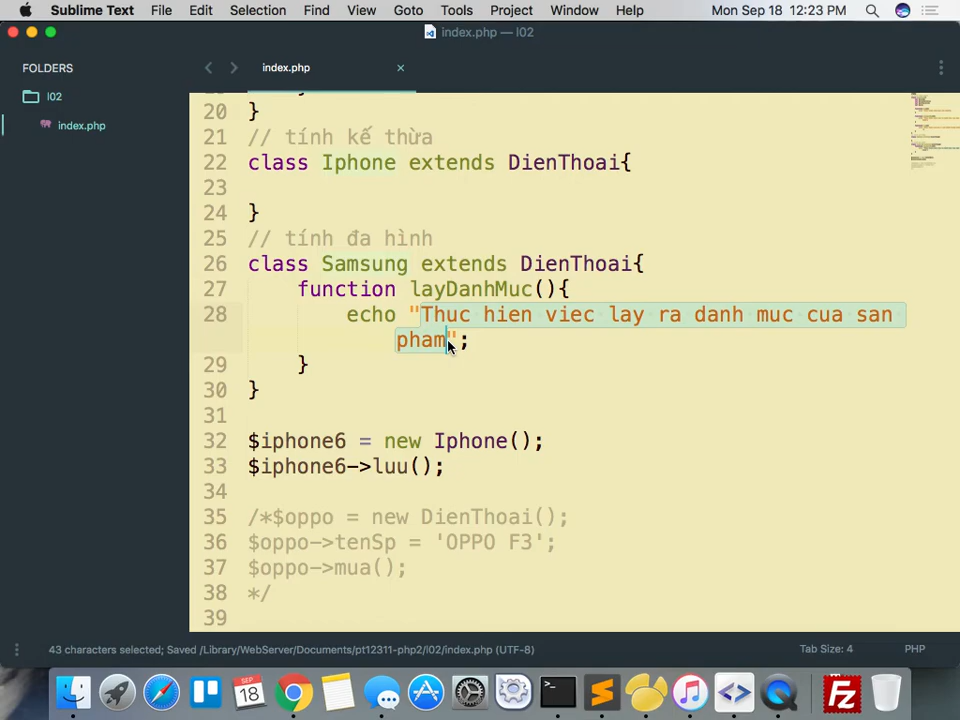 Sublime Text File Edit Selection Find View Goto Tools Project Window Help Mon Sep 18 12:23 PM
index.php — l02
FOLDERS
index.php ×
l02
index.php
20 }
21 // tính kế thừa
22 class Iphone extends DienThoai{
23
24 }
25 // tính đa hình
26 class Samsung extends DienThoai{
27 function layDanhMuc(){
28 echo "Thuc hien viec lay ra danh muc cua san
pham";
29 }
30 }
31
32 $iphone6 = new Iphone();
33 $iphone6->luu();
34
35 /*$oppo = new DienThoai();
36 $oppo->tenSp = 'OPPO F3';
37 $oppo->mua();
38 */
39
43 characters selected; Saved /Library/WebServer/Documents/pt12311-php2/l02/index.php (UTF-8) Tab Size: 4 PHP
SEP
18
Fz